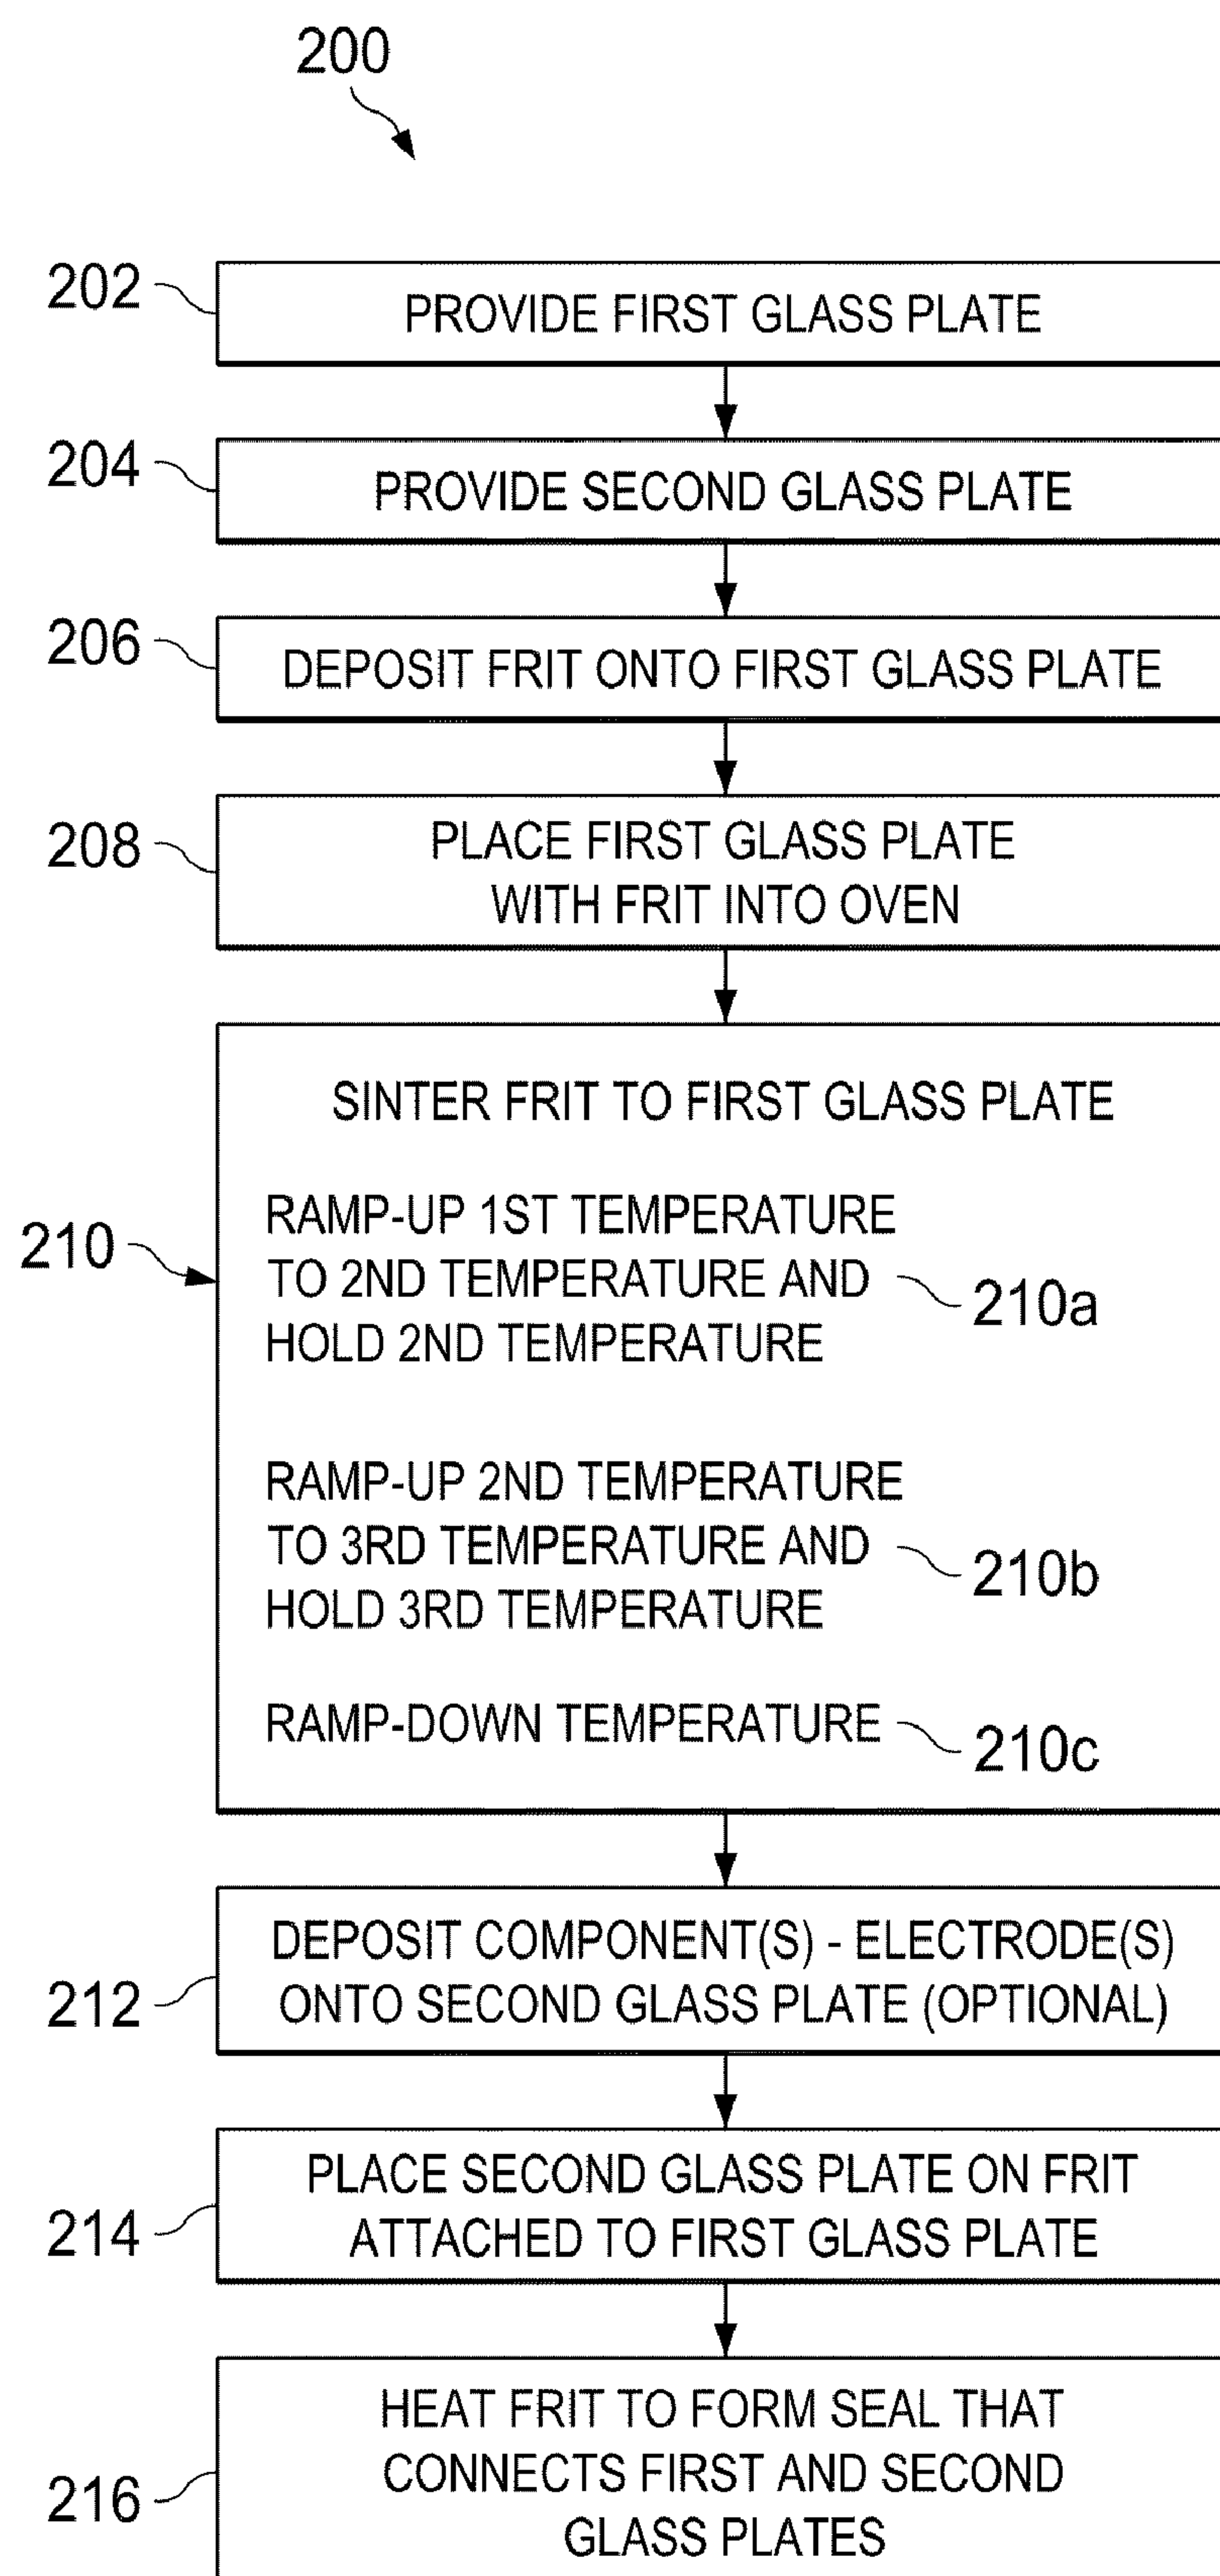 200
202
PROVIDE FIRST GLASS PLATE
204
PROVIDE SECOND GLASS PLATE
206
DEPOSIT FRIT ONTO FIRST GLASS PLATE
208
PLACE FIRST GLASS PLATE
WITH FRIT INTO OVEN
210
SINTER FRIT TO FIRST GLASS PLATE
RAMP-UP 1ST TEMPERATURE
TO 2ND TEMPERATURE AND
HOLD 2ND TEMPERATURE
210a
RAMP-UP 2ND TEMPERATURE
TO 3RD TEMPERATURE AND
HOLD 3RD TEMPERATURE
210b
RAMP-DOWN TEMPERATURE
210c
212
DEPOSIT COMPONENT(S) - ELECTRODE(S)
ONTO SECOND GLASS PLATE (OPTIONAL)
214
PLACE SECOND GLASS PLATE ON FRIT
ATTACHED TO FIRST GLASS PLATE
216
HEAT FRIT TO FORM SEAL THAT
CONNECTS FIRST AND SECOND
GLASS PLATES